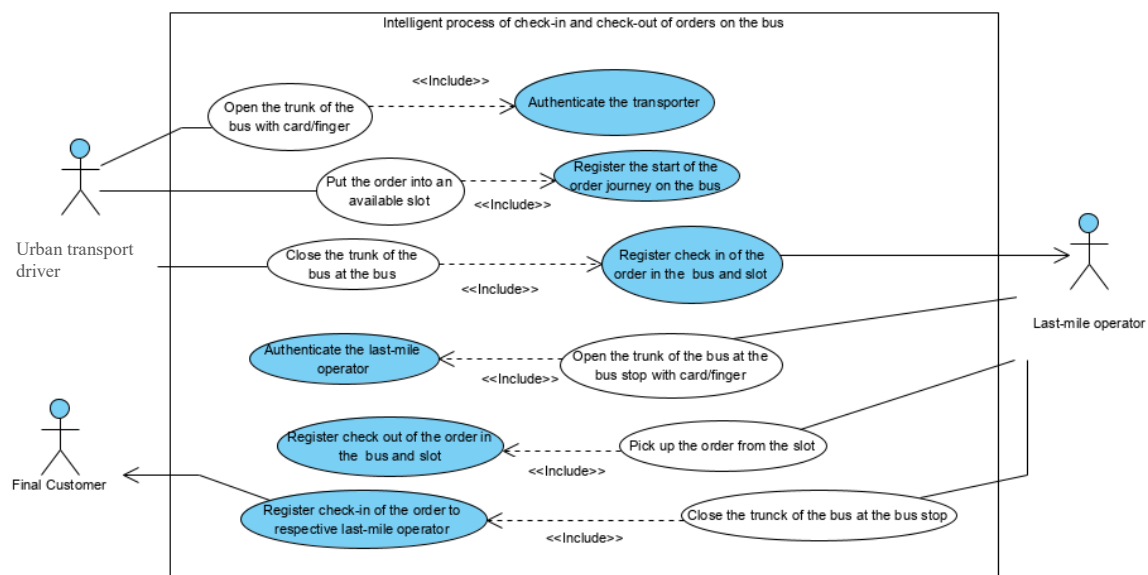 Intelligent process of check-in and check-out of orders on the bus
<<Include>>
Open the trunk of the
bus with card/finger
Authenticate the transporter
Put the order into an
available slot
<<Include>>
Register the start of the
order journey on the bus
Urban transport
driver
Close the trunk of the
bus at the bus
<<Include>>
Register check in of the
order in the bus and slot
Last-mile operator
Authenticate the last-mile
operator
<<Include>>
Open the trunk of the bus at the
bus stop with card/finger
Register check out of the order in
the bus and slot
<<Include>>
Pick up the order from the slot
Final Customer
Register check-in of the order to
respective last-mile operator
<<Include>>
Close the trunck of the bus at the bus stop